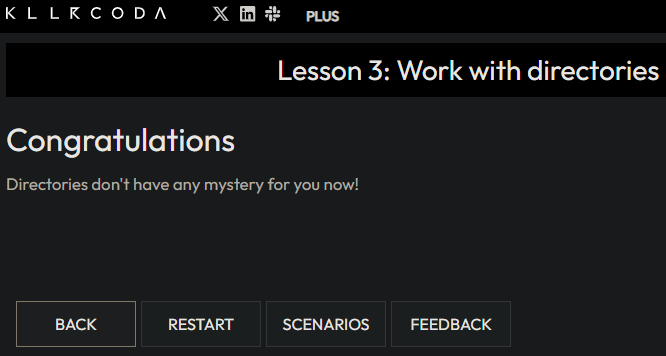 KILLERCODA PLUS
Lesson 3: Work with directories
Congratulations
Directories don't have any mystery for you now!
BACK RESTART SCENARIOS FEEDBACK